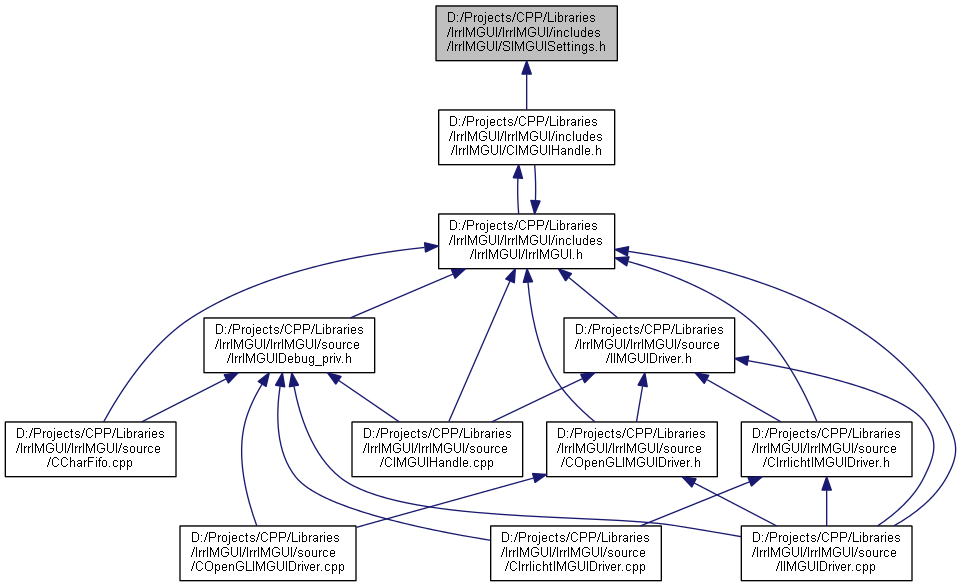 D:/Projects/CPP/Libraries
/IrrIMGUI/IrrIMGUI/includes
/IrrIMGUI/SIMGUISettings.h
D:/Projects/CPP/Libraries
/IrrIMGUI/IrrIMGUI/includes
/IrrIMGUI/CIMGUIHandle.h
D:/Projects/CPP/Libraries
/IrrIMGUI/IrrIMGUI/includes
/IrrIMGUI/IrrIMGUI.h
D:/Projects/CPP/Libraries
/IrrIMGUI/IrrIMGUI/source
/IrrIMGUIDebug_priv.h
D:/Projects/CPP/Libraries
/IrrIMGUI/IrrIMGUI/source
/IIMGUIDriver.h
D:/Projects/CPP/Libraries
/IrrIMGUI/IrrIMGUI/source
/CCharFifo.cpp
D:/Projects/CPP/Libraries
/IrrIMGUI/IrrIMGUI/source
/CIMGUIHandle.cpp
D:/Projects/CPP/Libraries
/IrrIMGUI/IrrIMGUI/source
/COpenGLIMGUIDriver.h
D:/Projects/CPP/Libraries
/IrrIMGUI/IrrIMGUI/source
/CIrrlichtIMGUIDriver.h
D:/Projects/CPP/Libraries
/IrrIMGUI/IrrIMGUI/source
/COpenGLIMGUIDriver.cpp
D:/Projects/CPP/Libraries
/IrrIMGUI/IrrIMGUI/source
/CIrrlichtIMGUIDriver.cpp
D:/Projects/CPP/Libraries
/IrrIMGUI/IrrIMGUI/source
/IIMGUIDriver.cpp